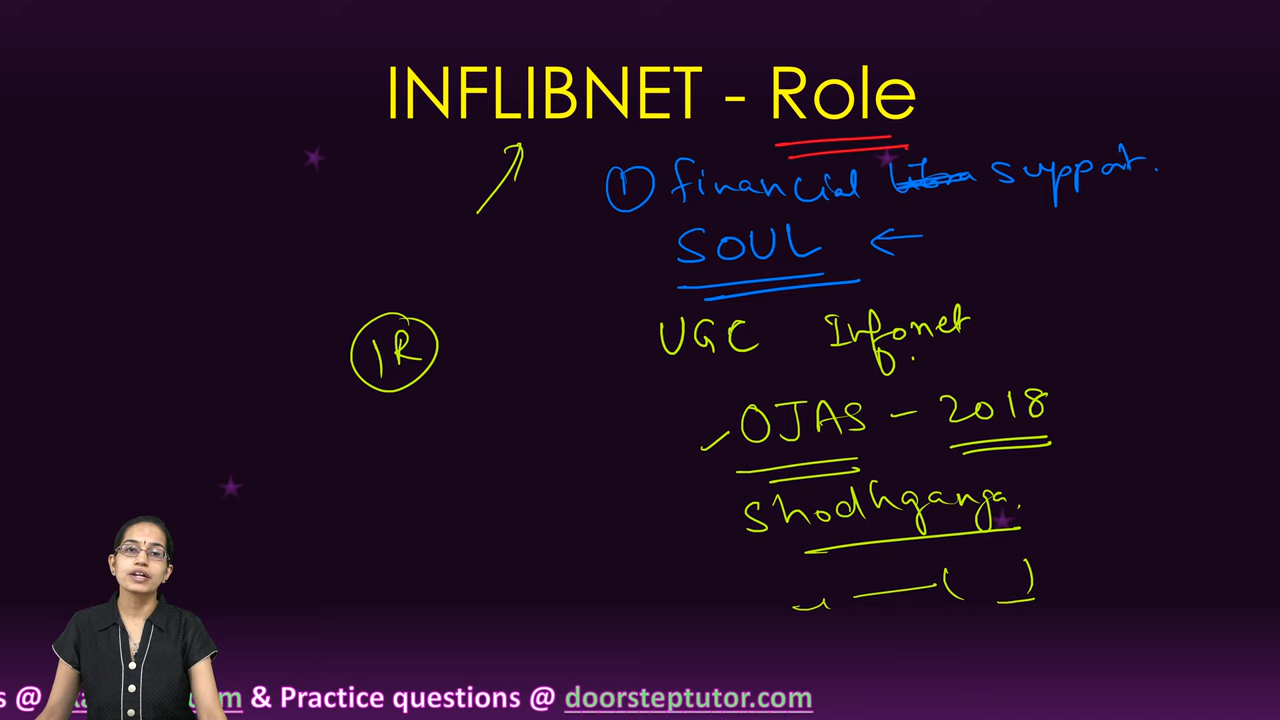 INFLIBNET - Role
① financial support.
SOUL ←
UGC Infonet
IR
OJAS - 2018
Shodhganga.
( )
s @ & Practice questions @ doorsteptutor.com